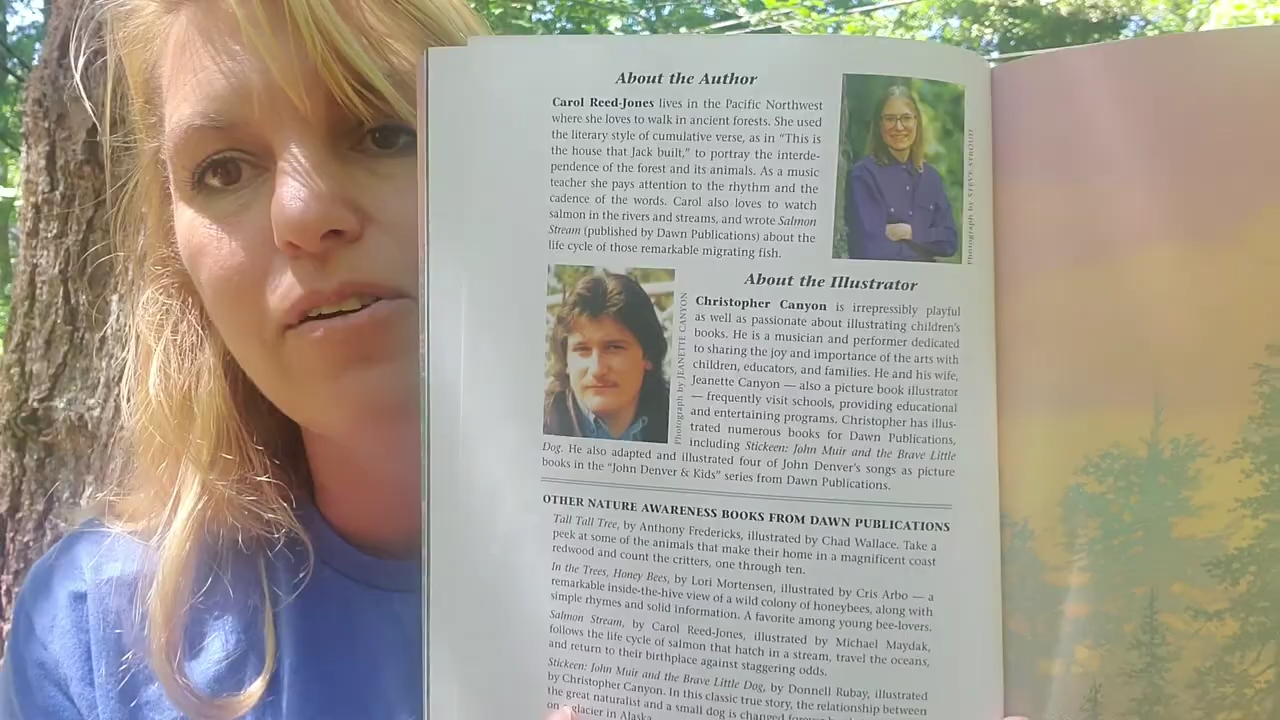 About the Author
Carol Reed-Jones lives in the Pacific Northwest
where she loves to walk in ancient forests. She used
the literary style of cumulative verse, as in "This is
the house that Jack built," to portray the interde-
pendence of the forest and its animals. As a music
teacher she pays attention to the rhythm and the
cadence of the words. Carol also loves to watch
salmon in the rivers and streams, and wrote Salmon
Stream (published by Dawn Publications) about the
life cycle of those remarkable migrating fish.
Photograph by STEVE STROUD
About the Illustrator
Photograph by JEANETTE CANYON
Christopher Canyon is irrepressibly playful
as well as passionate about illustrating children's
books. He is a musician and performer dedicated
to sharing the joy and importance of the arts with
children, educators, and families. He and his wife,
Jeanette Canyon — also a picture book illustrator
— frequently visit schools, providing educational
and entertaining programs. Christopher has illus-
trated numerous books for Dawn Publications,
including Stickeen: John Muir and the Brave Little
Dog. He also adapted and illustrated four of John Denver's songs as picture
books in the "John Denver & Kids" series from Dawn Publications.
OTHER NATURE AWARENESS BOOKS FROM DAWN PUBLICATIONS
Tall Tall Tree, by Anthony Fredericks, illustrated by Chad Wallace. Take a
peek at some of the animals that make their home in a magnificent coast
redwood and count the critters, one through ten.
In the Trees, Honey Bees, by Lori Mortensen, illustrated by Cris Arbo — a
remarkable inside-the-hive view of a wild colony of honeybees, along with
simple rhymes and solid information. A favorite among young bee-lovers.
Salmon Stream, by Carol Reed-Jones, illustrated by Michael Maydak,
follows the life cycle of salmon that hatch in a stream, travel the oceans,
and return to their birthplace against staggering odds.
Stickeen: John Muir and the Brave Little Dog, by Donnell Rubay, illustrated
by Christopher Canyon. In this classic true story, the relationship between
the great naturalist and a small dog is changed
on a glacier in Alaska.